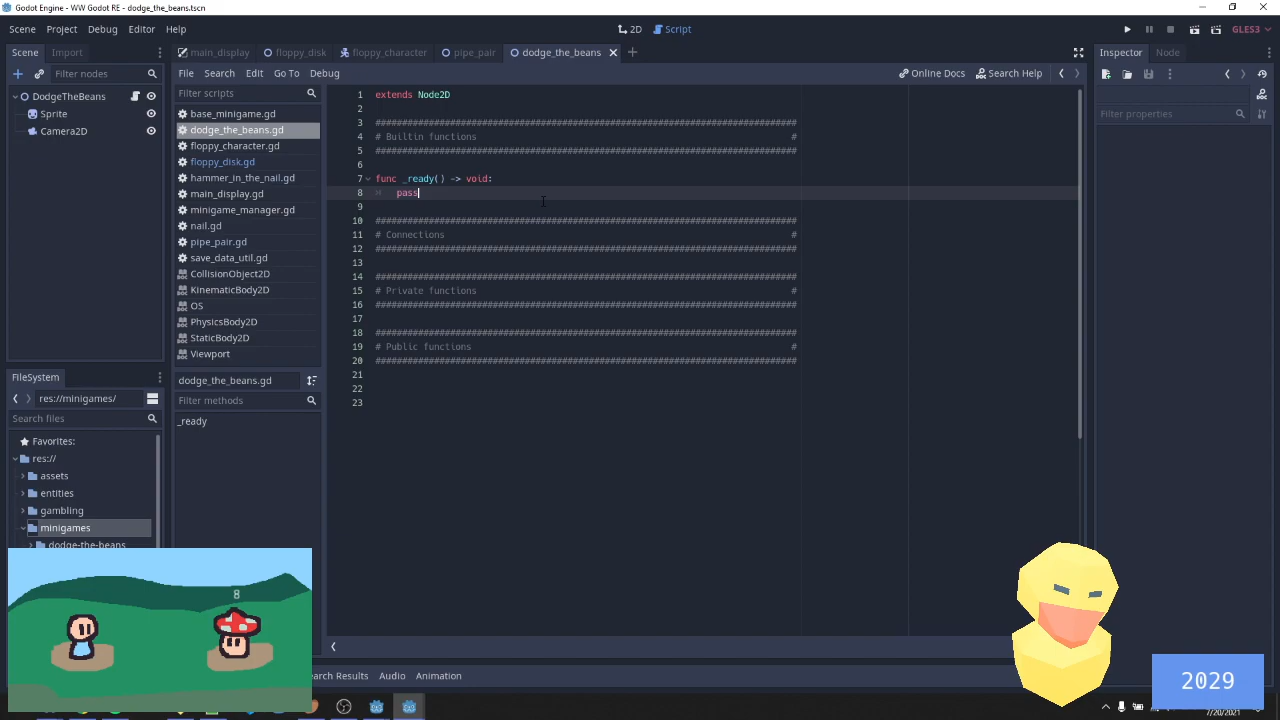 Godot Engine - WW Godot RE - dodge_the_beans.tscn
Scene Project Debug Editor Help
2D Script
GLES3
Scene Import
main_display floppy_disk floppy_character pipe_pair dodge_the_beans
Inspector Node
Filter nodes
File Search Edit Go To Debug
Online Docs Search Help
DodgeTheBeans
Sprite
Camera2D
Filter scripts
base_minigame.gd
dodge_the_beans.gd
floppy_character.gd
floppy_disk.gd
hammer_in_the_nail.gd
main_display.gd
minigame_manager.gd
nail.gd
pipe_pair.gd
save_data_util.gd
CollisionObject2D
KinematicBody2D
OS
PhysicsBody2D
StaticBody2D
Viewport
dodge_the_beans.gd
Filter methods
_ready
1 extends Node2D
2
3 ##############################################################################
4 # Builtin functions #
5 ##############################################################################
6
7 func _ready() -> void:
8 pass
9
10 ##############################################################################
11 # Connections #
12 ##############################################################################
13
14 ##############################################################################
15 # Private functions #
16 ##############################################################################
17
18 ##############################################################################
19 # Public functions #
20 ##############################################################################
21
22
23
Filter properties
FileSystem
res://minigames/
Search files
Favorites:
res://
assets
entities
gambling
minigames
dodge-the-beans
8
Search Results Audio Animation
2029
7/20/2021